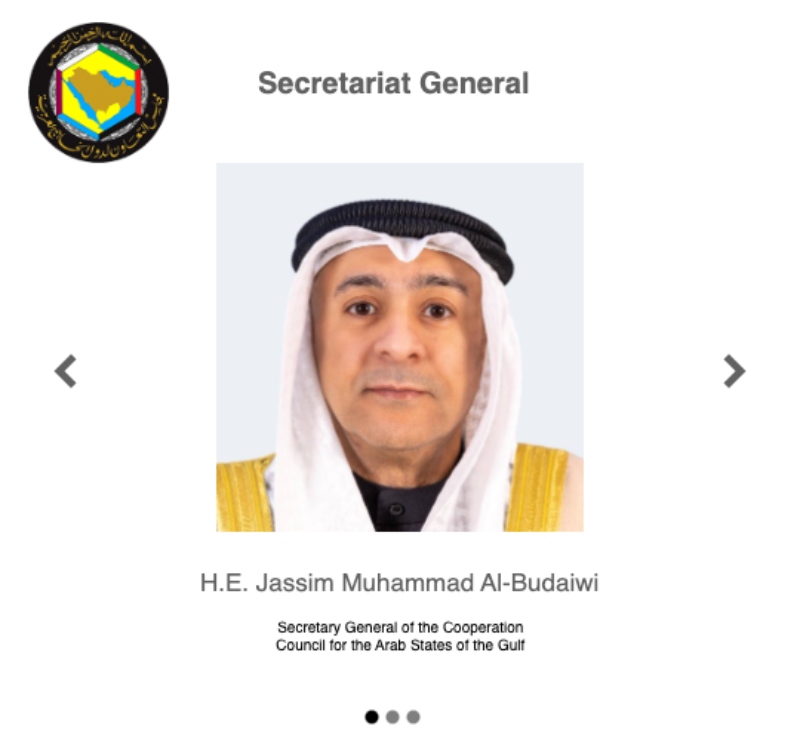 Secretariat General
H.E. Jassim Muhammad Al-Budaiwi
Secretary General of the Cooperation
Council for the Arab States of the Gulf